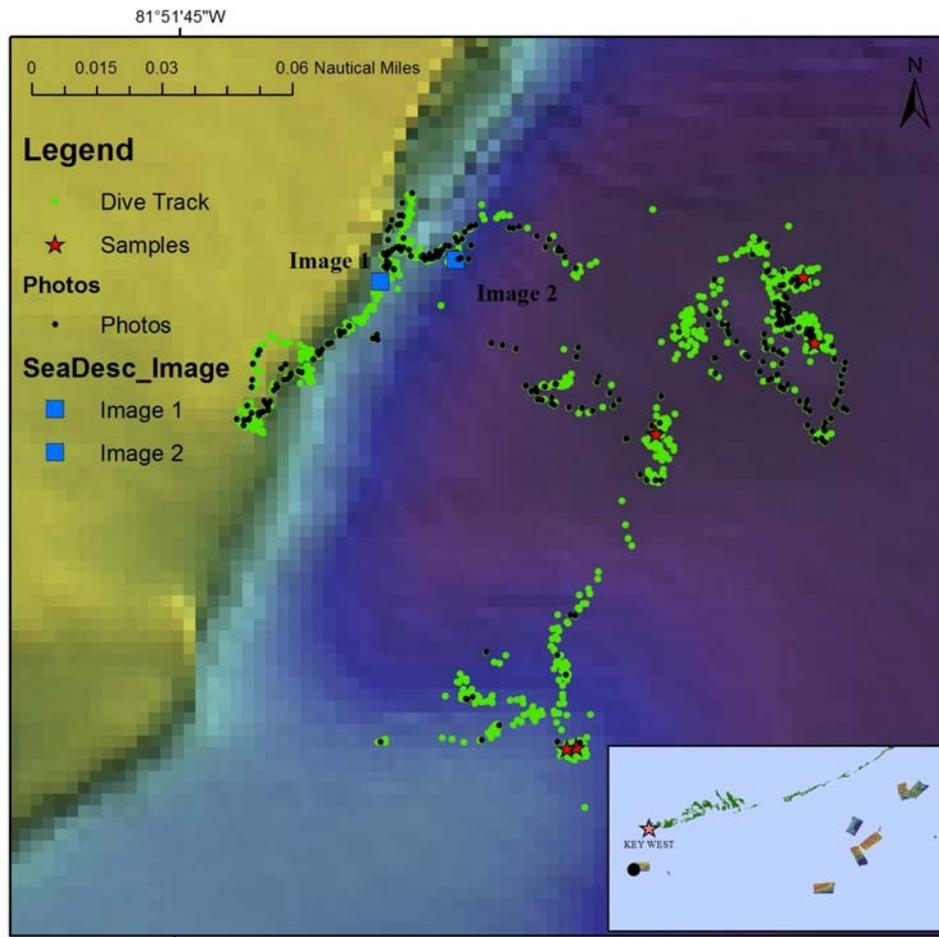 81°51'45"W
0 0.015 0.03 0.06 Nautical Miles
N
Legend
Dive Track
Samples
Photos
Photos
SeaDesc_Image
Image 1
Image 2
Image 1
Image 2
KEY WEST